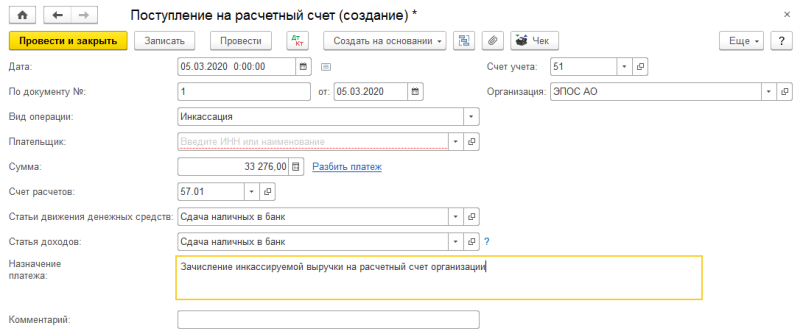 Поступление на расчетный счет (создание) *
Провести и закрыть Записать Провести Дт Кт Создать на основании Чек Еще ?
Дата: 05.03.2020 0:00:00 Счет учета: 51
По документу №: 1 от: 05.03.2020 Организация: ЭПОС АО
Вид операции: Инкассация
Плательщик: Введите ИНН или наименование
Сумма: 33 276,00 Разбить платеж
Счет расчетов: 57.01
Статьи движения денежных средств: Сдача наличных в банк
Статья доходов: Сдача наличных в банк ?
Назначение Зачисление инкассируемой выручки на расчетный счет организации
платежа:
Комментарий: